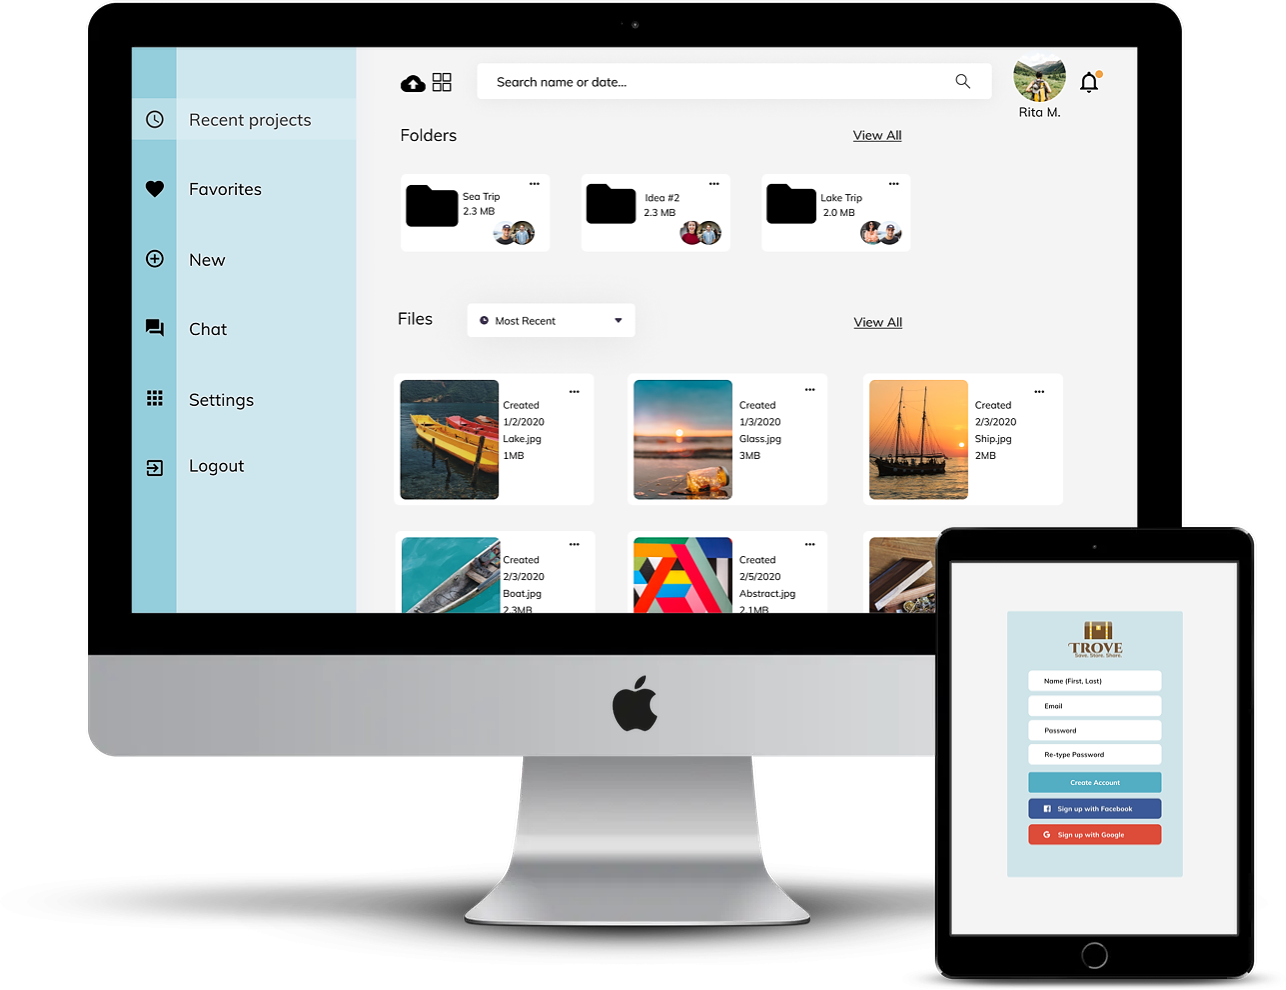 Recent projects
Favorites
New
Chat
Settings
Logout
Search name or date...
Rita M.
Folders
View All
Sea Trip
2.3 MB
Idea #2
2.3 MB
Lake Trip
2.0 MB
Files
Most Recent
View All
Created
1/2/2020
Lake.jpg
1MB
Created
1/3/2020
Glass.jpg
3MB
Created
2/3/2020
Ship.jpg
2MB
Created
2/3/2020
Boat.jpg
2.3MB
Created
2/5/2020
Abstract.jpg
2.1MB
TROVE
Save. Store. Share.
Name (First, Last)
Email
Password
Re-type Password
Create Account
Sign up with Facebook
Sign up with Google